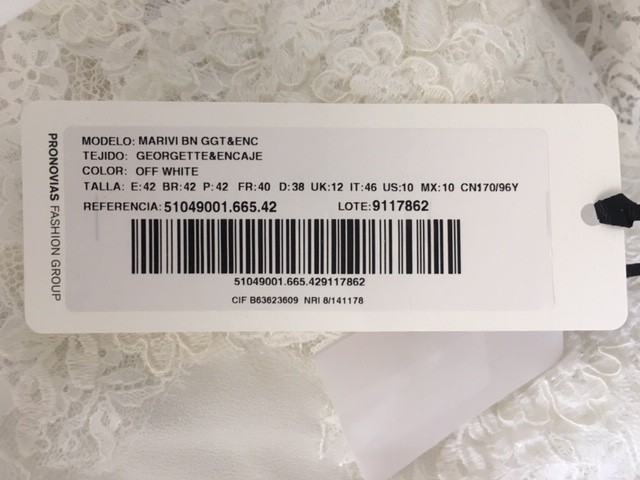 PRONOVIAS FASHION GROUP
MODELO: MARIVI BN GGT&ENC
TEJIDO: GEORGETTE&ENCAJE
COLOR: OFF WHITE
TALLA: E:42 BR:42 P:42 FR:40 D:38 UK:12 IT:46 US:10 MX:10 CN170/96Y
REFERENCIA: 51049001.665.42 LOTE: 9117862
51049001.665.429117862
CIF B63623609 NRI 8/141178